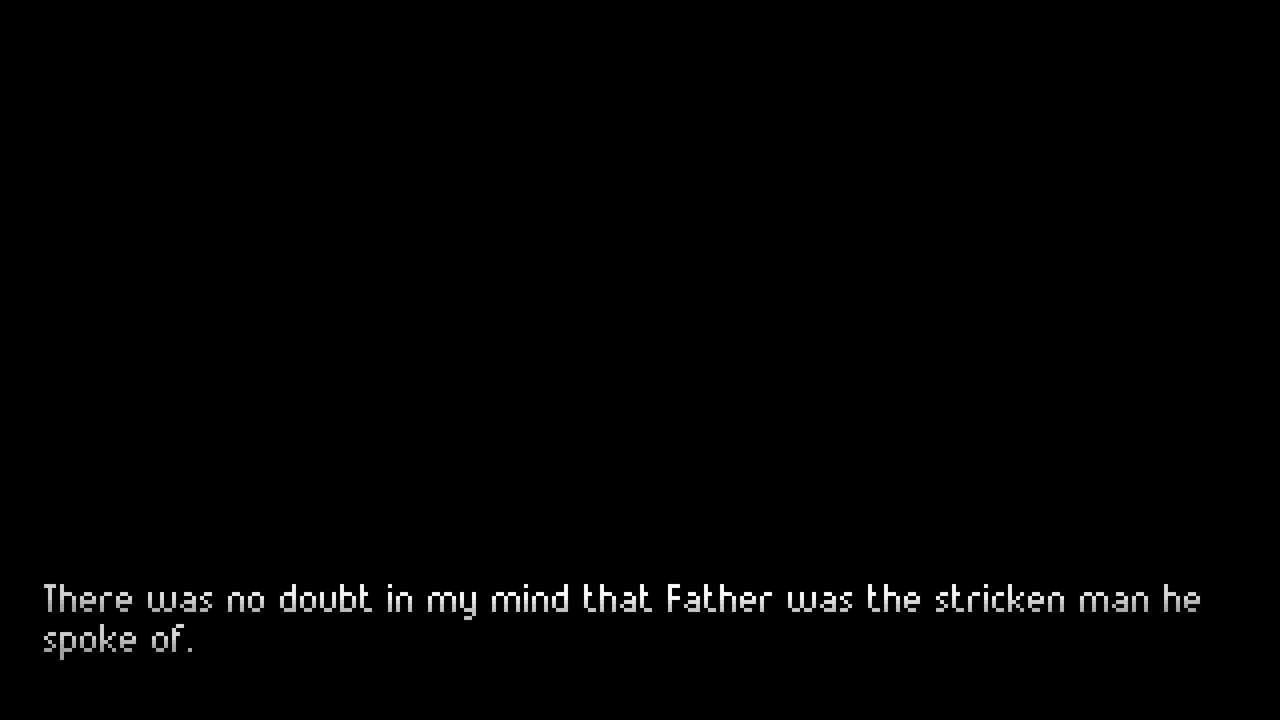 There was no doubt in my mind that Father was the stricken man he
spoke of.